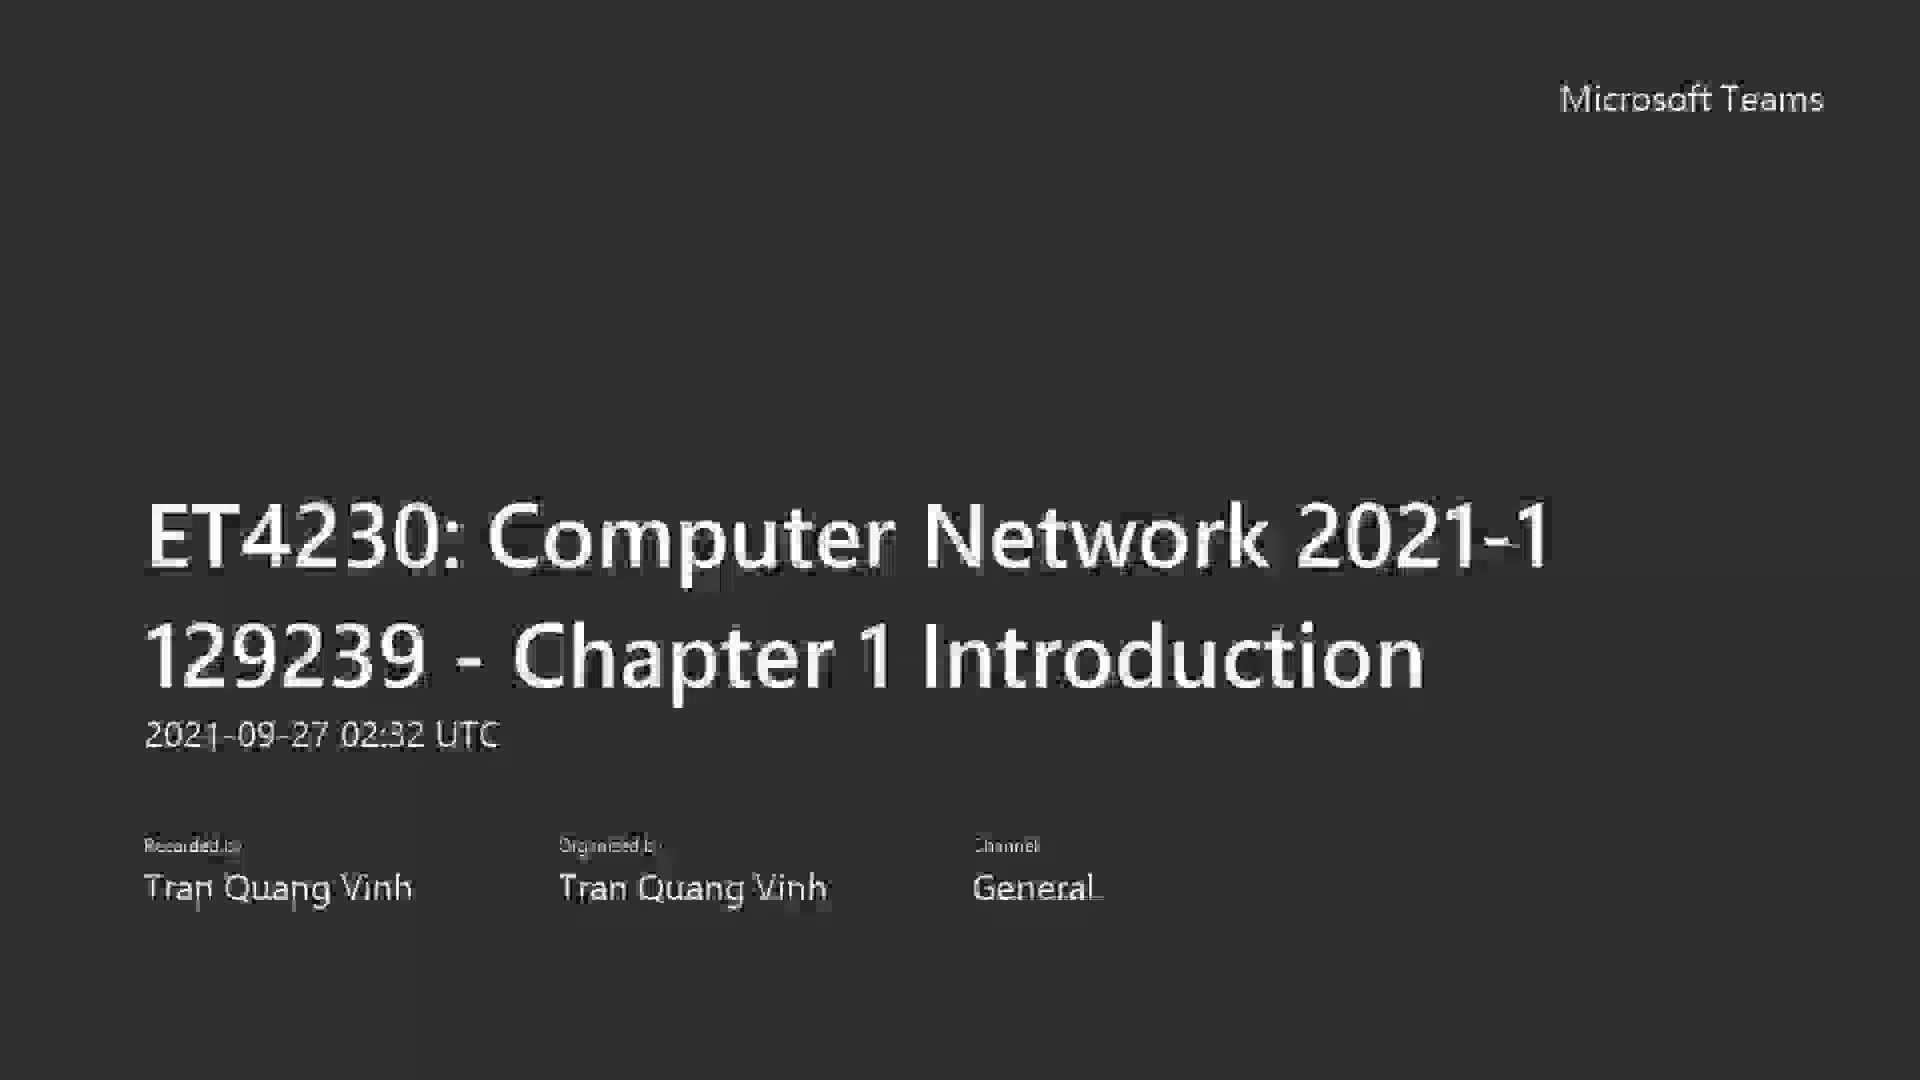 Microsoft Teams
ET4230: Computer Network 2021-1
129239 - Chapter 1 Introduction
2021-09-27 02:32 UTC
Recorded by Organized by Channel
Tran Quang Vinh Tran Quang Vinh General